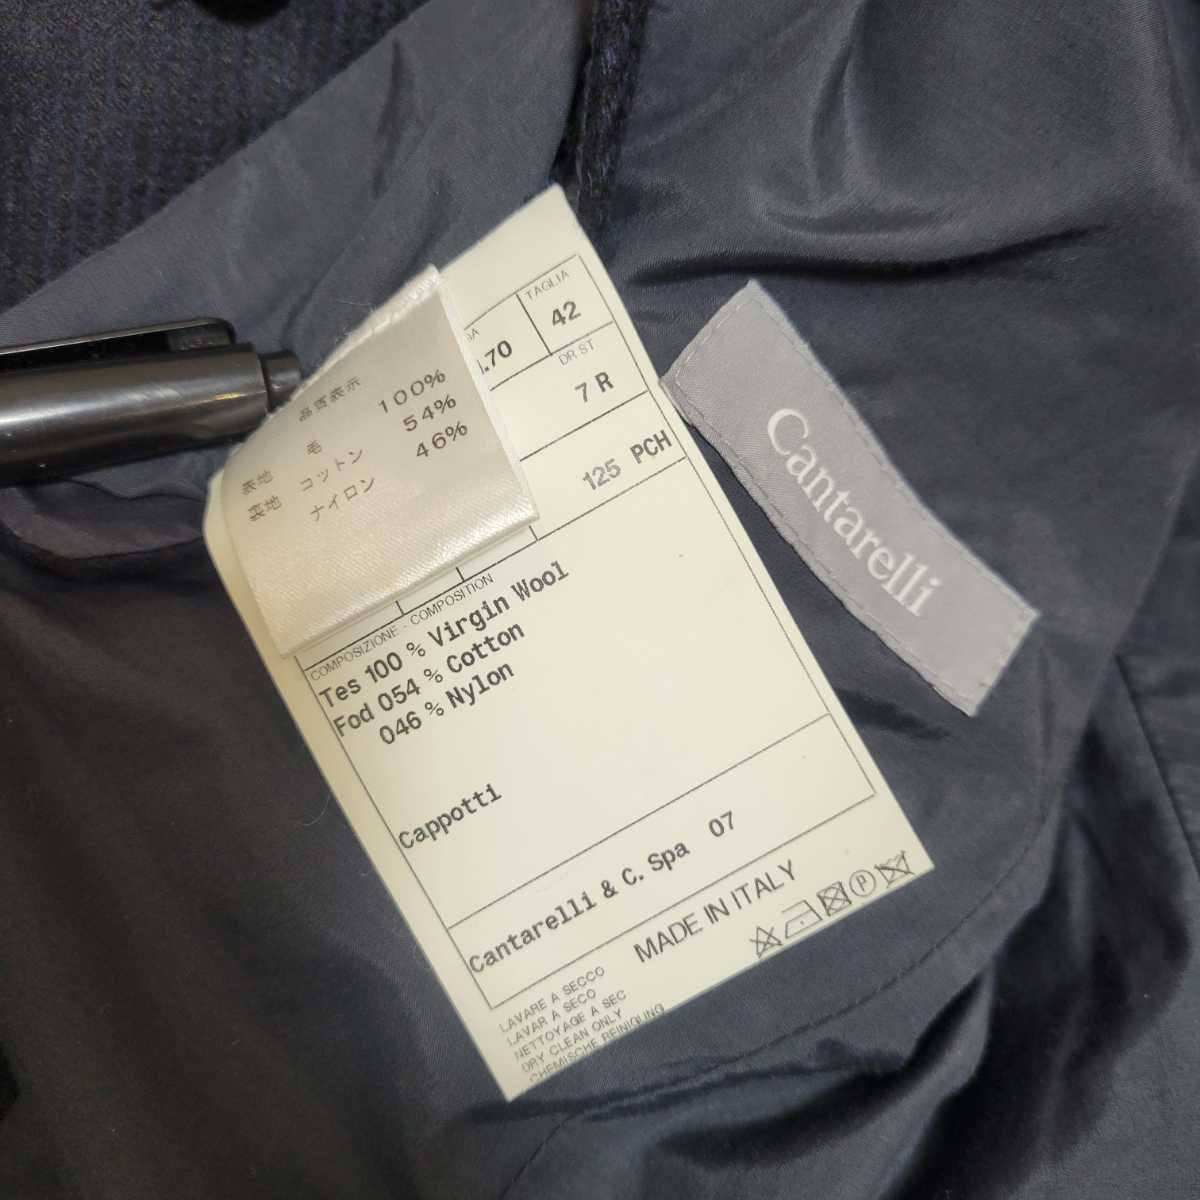 品質表示
表地 毛 100%
裏地 コットン 54%
ナイロン 46%
TAGLIA
.70 42
DR ST
7 R
125 PCH
COMPOSIZIONE - COMPOSITION
Tes 100 % Virgin Wool
Fod 054 % Cotton
046 % Nylon
Cappotti
Cantarelli & C. Spa 07
MADE IN ITALY
P
LAVARE A SECCO
LAVAR A SECO
NETTOYAGE A SEC
DRY CLEAN ONLY
CHEMISCHE REINIGUNG
Cantarelli